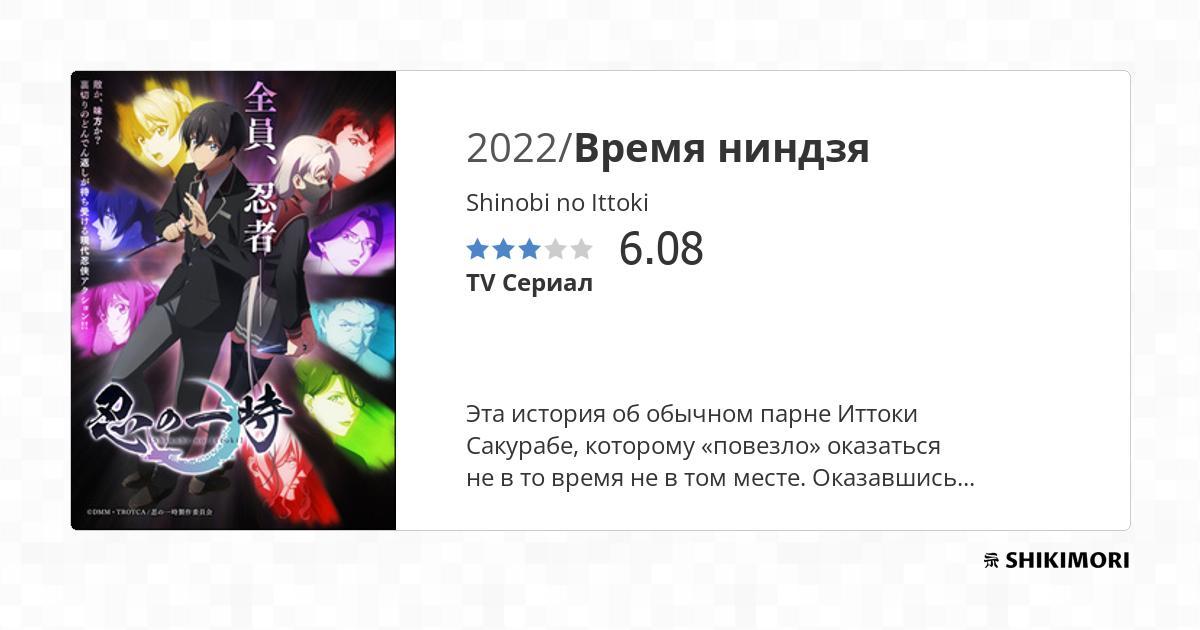 敵か、味方か?
裏切りのどんでん返しが待ち受ける現代忍侠アクション!!
全員、忍者――
忍の一時
©DMM・TROYCA/忍の一時製作委員会
2022/Время ниндзя
Shinobi no Ittoki
6.08
TV Сериал
Эта история об обычном парне Иттоки
Сакурабе, которому «повезло» оказаться
не в то время не в том месте. Оказавшись...
SHIKIMORI